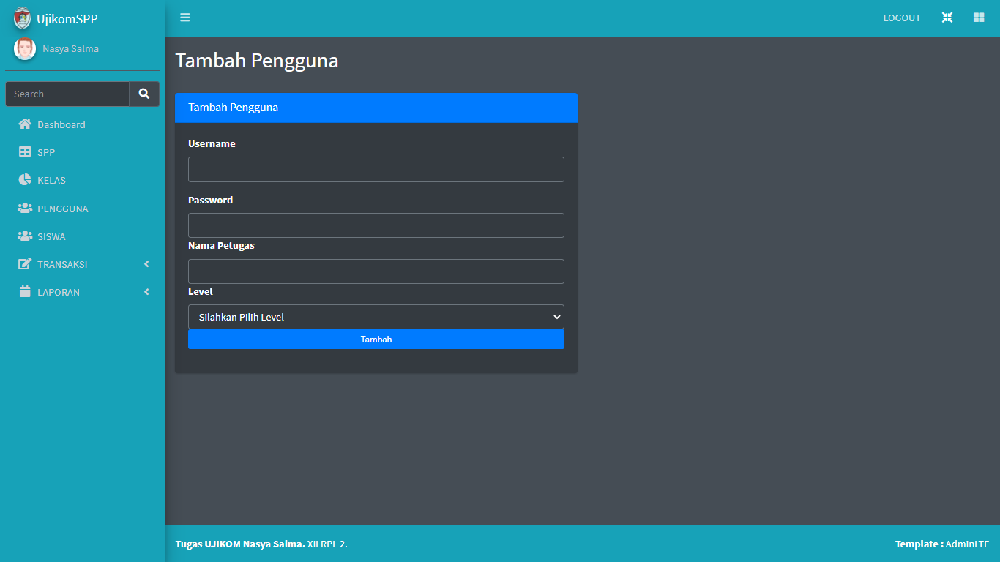 UjikomSPP
LOGOUT
Nasya Salma
Search
Dashboard
SPP
KELAS
PENGGUNA
SISWA
TRANSAKSI
LAPORAN
Tambah Pengguna
Tambah Pengguna
Username
Password
Nama Petugas
Level
Silahkan Pilih Level
Tambah
Tugas UJIKOM Nasya Salma. XII RPL 2.
Template : AdminLTE